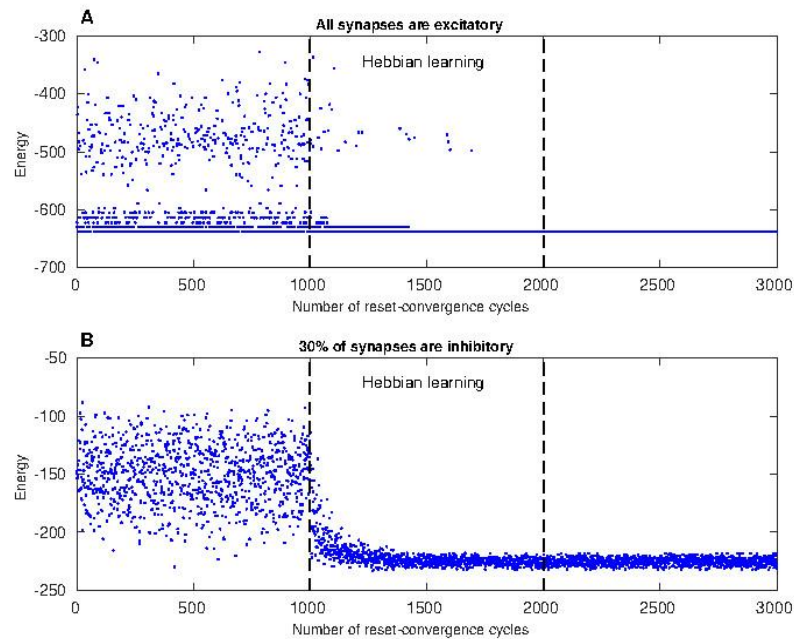 A
All synapses are excitatory
-300
-400
-500
-600
-700
Energy
Hebbian learning
0 500 1000 1500 2000 2500 3000
Number of reset-convergence cycles
B
30% of synapses are inhibitory
-50
-100
-150
-200
-250
Energy
Hebbian learning
0 500 1000 1500 2000 2500 3000
Number of reset-convergence cycles